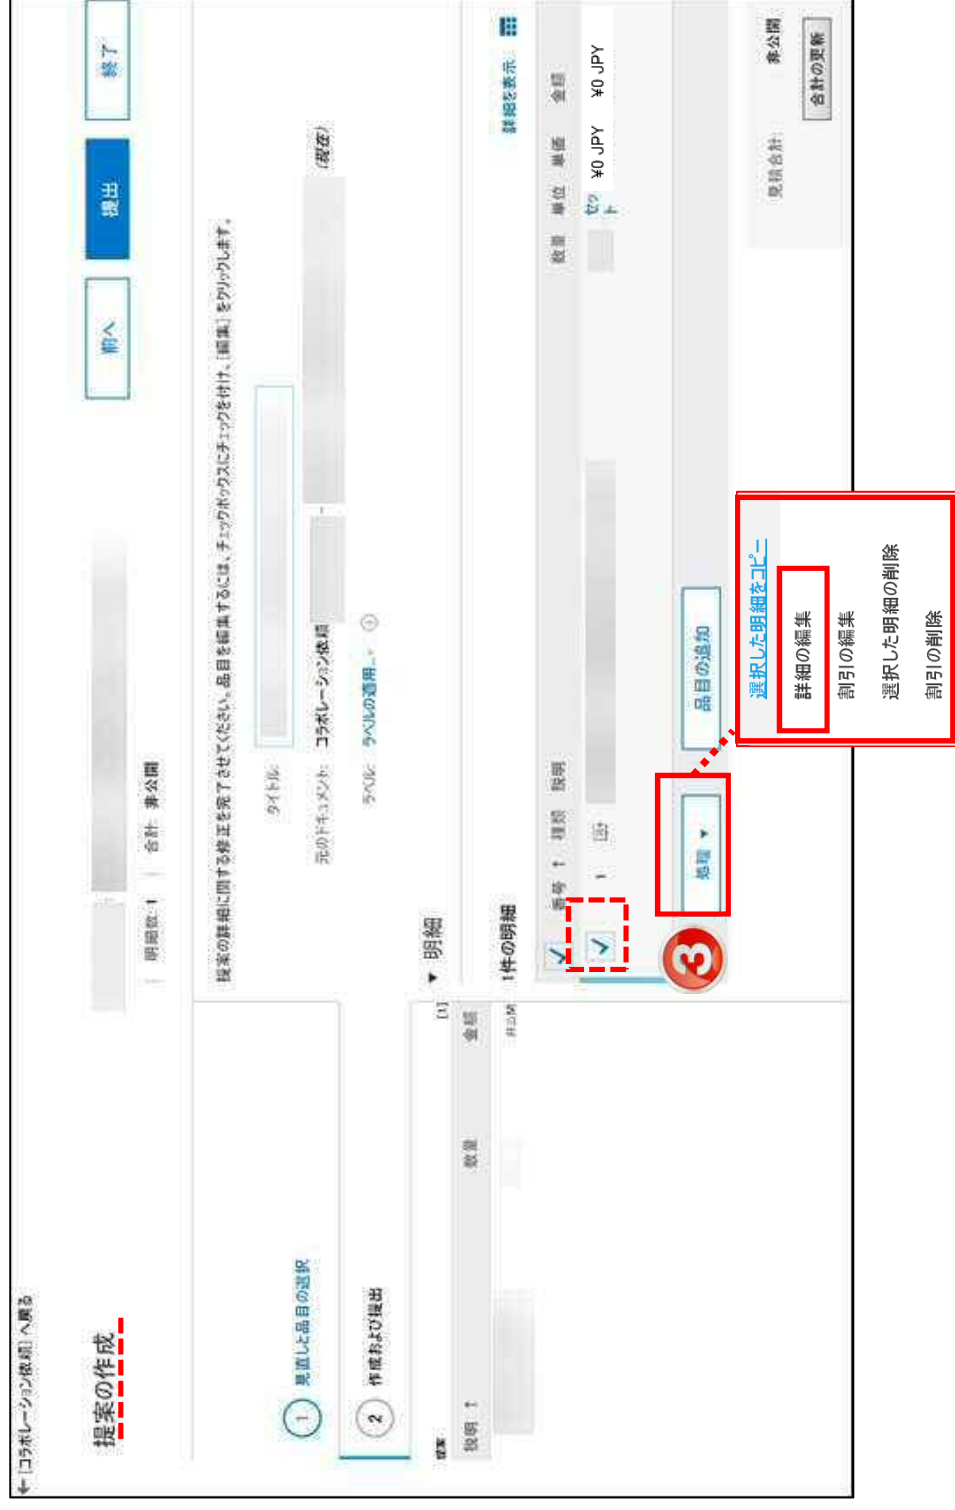 ← [コラボレーション依頼] へ戻る
提案の作成
前へ
提出
終了
明細数: 1 | 合計: 非公開
提案の詳細に関する修正を完了させてください。品目を編集するには、チェックボックスにチェックを付け、[編集] をクリックします。
1 見直しと品目の選択
2 作成および提出
タイトル:
元のドキュメント: コラボレーション依頼 – (現在)
ラベル: ラベルの適用...
提案 [1]
説明 ↑ 数量 金額
非公開
▼ 明細
1件の明細
詳細を表示
番号 ↑ 種類 説明 数量 単位 単価 金額
1 セット ¥0 JPY ¥0 JPY
3
処理 ▼
品目の追加
見積合計: 非公開
合計の更新
選択した明細をコピー
詳細の編集
割引の編集
選択した明細の削除
割引の削除